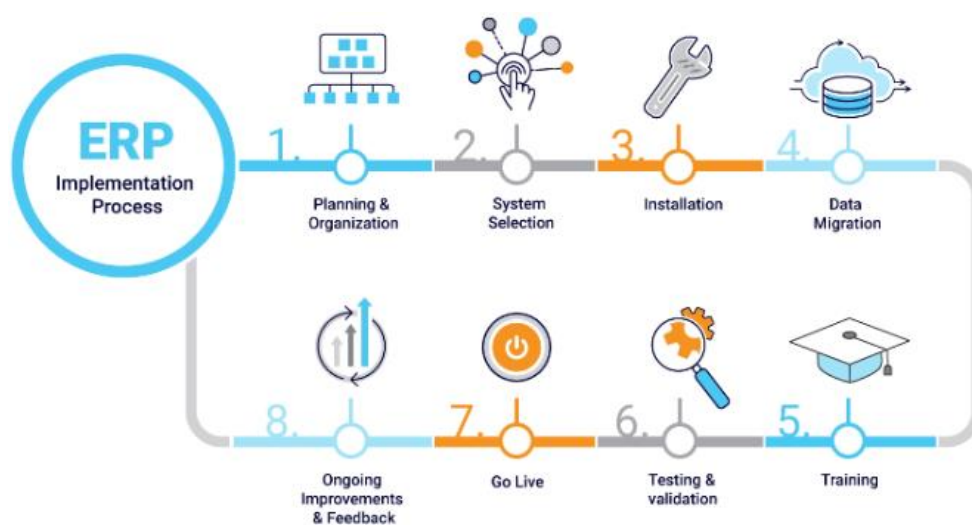 ERP
Implementation
Process
1.
Planning &
Organization
2.
System
Selection
3.
Installation
4.
Data
Migration
5.
Training
6.
Testing &
validation
7.
Go Live
8.
Ongoing
Improvements
& Feedback